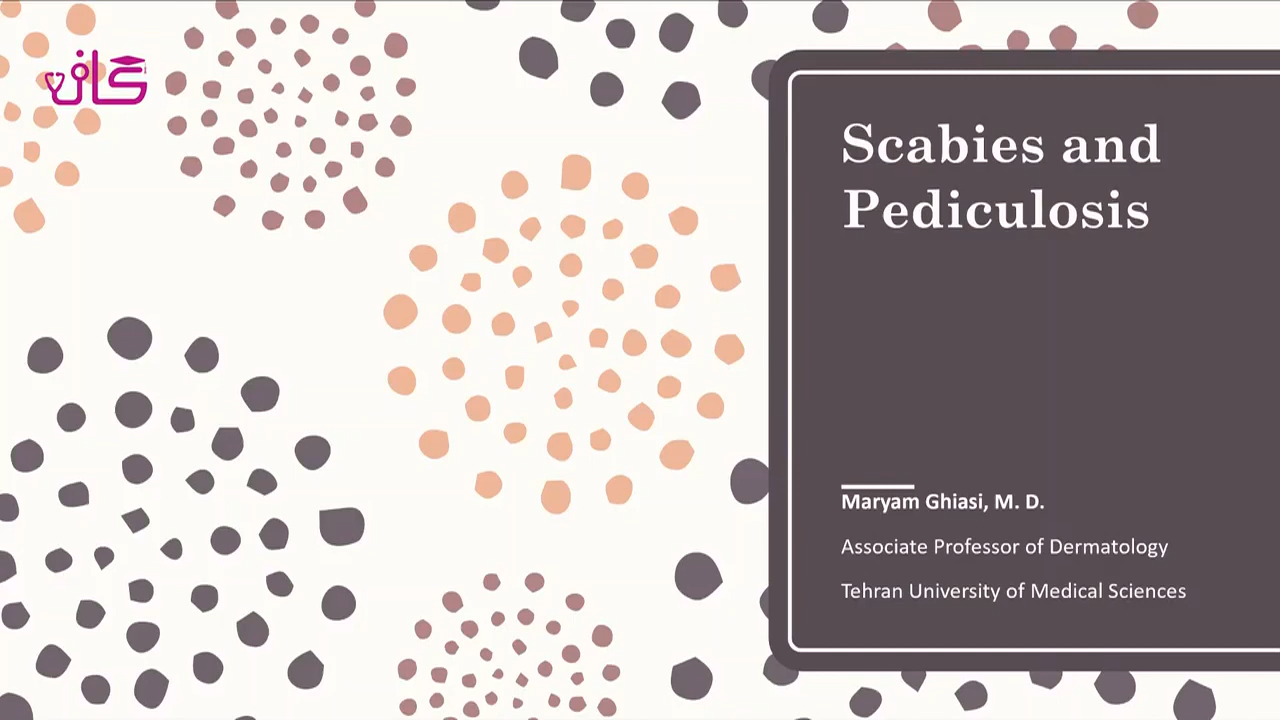 Scabies and
Pediculosis
Maryam Ghiasi, M. D.
Associate Professor of Dermatology
Tehran University of Medical Sciences